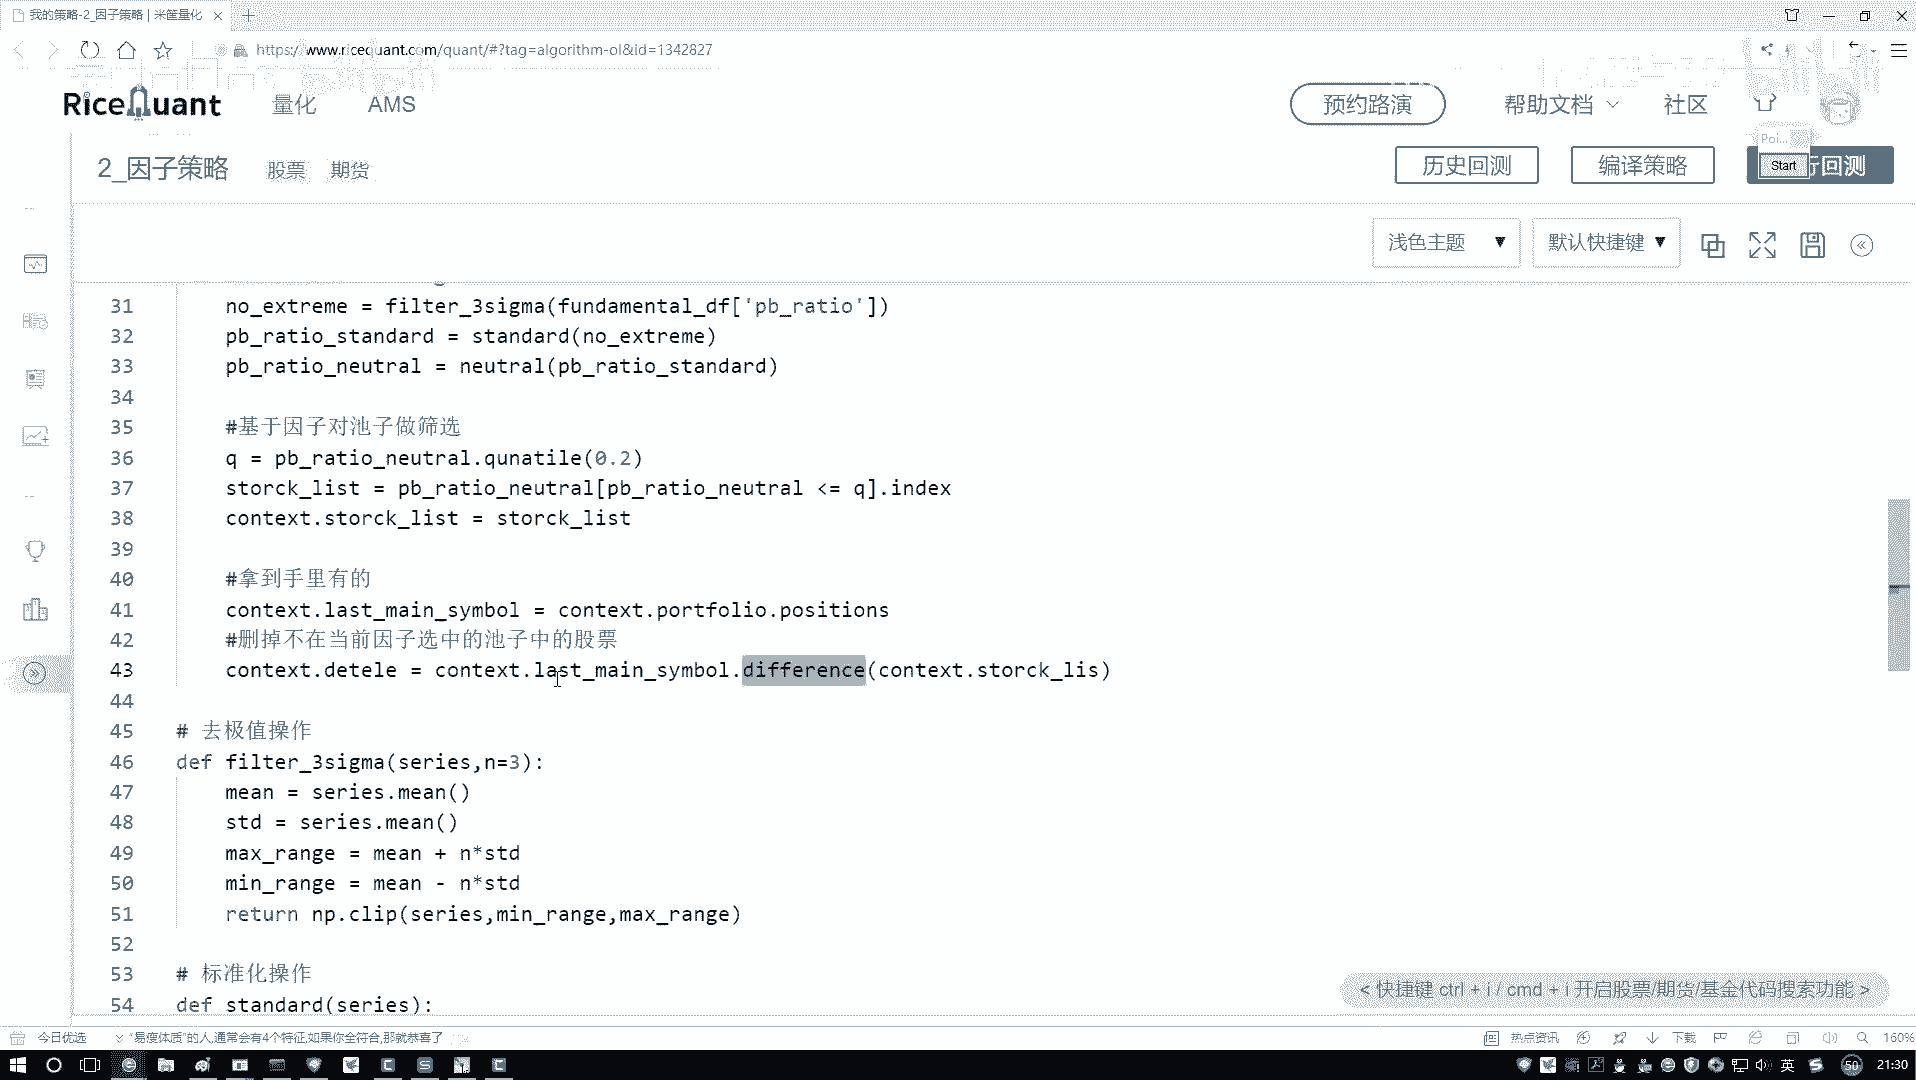 我的策略-2_因子策略 | 米筐量化
https://www.ricequant.com/quant/#?tag=algorithm-ol&id=1342827
RiceQuant 量化 AMS 预约路演 帮助文档 社区
Poi...
2_因子策略 股票 期货 历史回测 编译策略 Start 行回测
浅色主题 ▼ 默认快捷键 ▼
31 no_extreme = filter_3sigma(fundamental_df['pb_ratio'])
32 pb_ratio_standard = standard(no_extreme)
33 pb_ratio_neutral = neutral(pb_ratio_standard)
34
35 #基于因子对池子做筛选
36 q = pb_ratio_neutral.qunatile(0.2)
37 storck_list = pb_ratio_neutral[pb_ratio_neutral <= q].index
38 context.storck_list = storck_list
39
40 #拿到手里有的
41 context.last_main_symbol = context.portfolio.positions
42 #删掉不在当前因子选中的池子中的股票
43 context.detele = context.last_main_symbol.difference(context.storck_lis)
44
45 # 去极值操作
46 def filter_3sigma(series,n=3):
47 mean = series.mean()
48 std = series.mean()
49 max_range = mean + n*std
50 min_range = mean - n*std
51 return np.clip(series,min_range,max_range)
52
53 # 标准化操作
54 def standard(series):
< 快捷键 ctrl + i / cmd + i 开启股票/期货/基金代码搜索功能 >
今日优选 “易瘦体质”的人,通常会有4个特征,如果你全符合,那就恭喜了 热点资讯 下载 160%
英 50 21:30